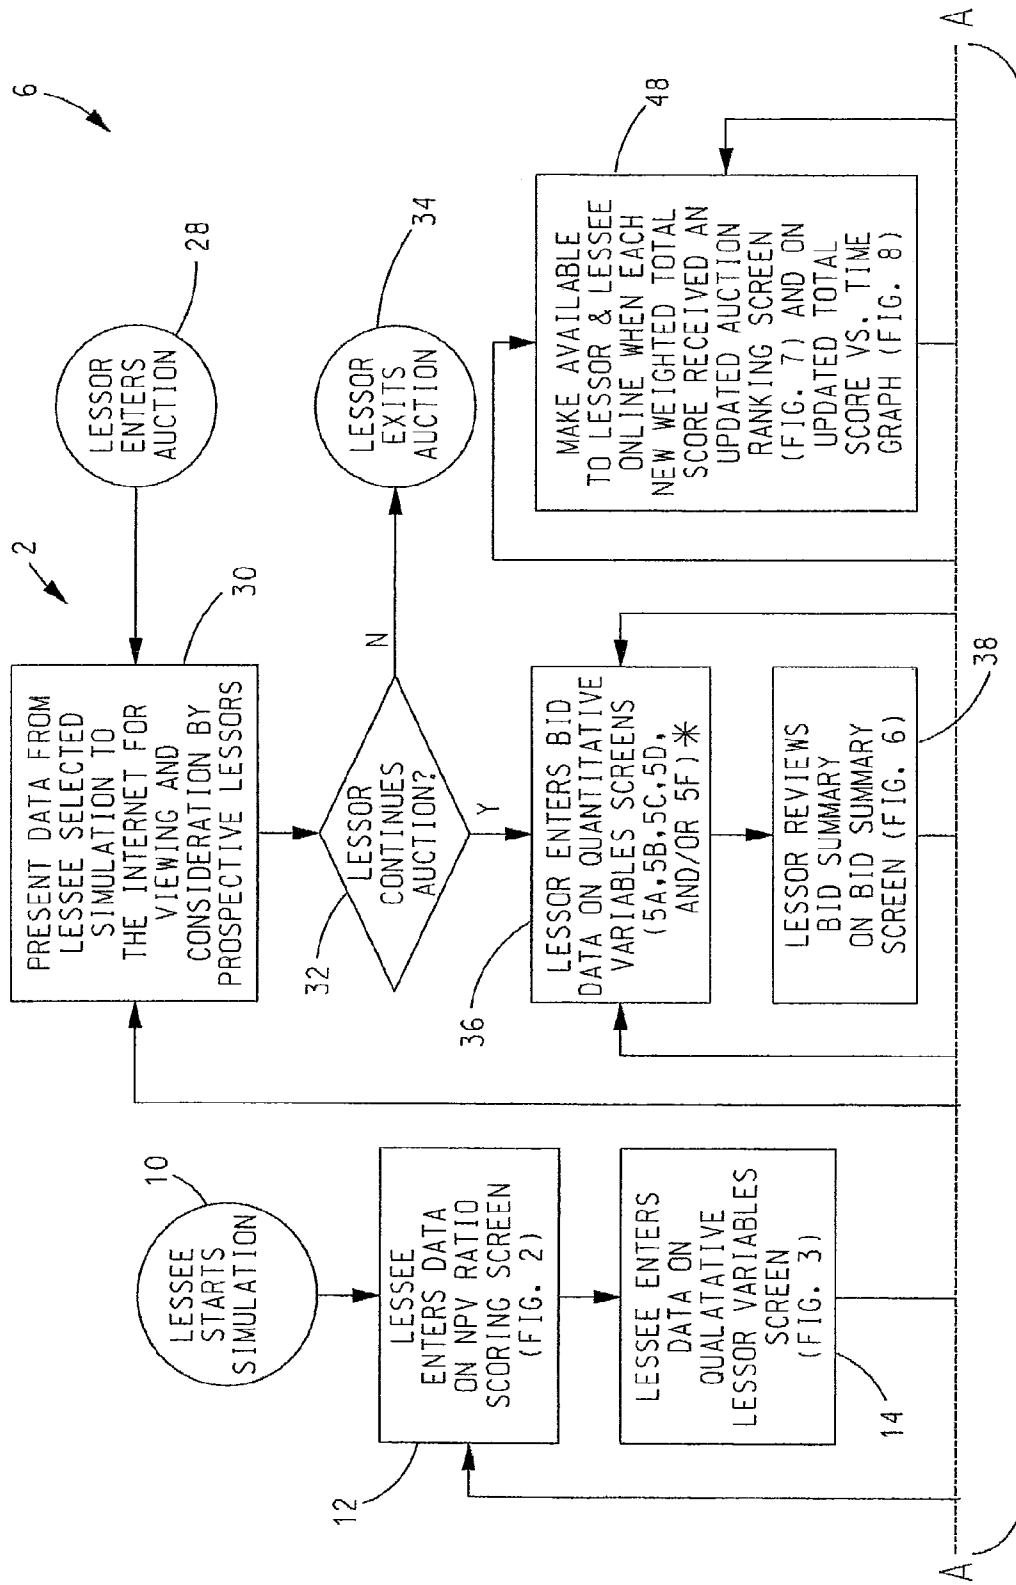 10
LESSEE
STARTS
SIMULATION
12
LESSEE
ENTERS DATA
ON NPV RATIO
SCORING SCREEN
(FIG. 2)
LESSEE ENTERS
DATA ON
QUALATATIVE
LESSOR VARIABLES
SCREEN
(FIG. 3)
14
2
PRESENT DATA FROM
LESSEE SELECTED
SIMULATION TO
THE INTERNET FOR
VIEWING AND
CONSIDERATION BY
PROSPECTIVE LESSORS
30
LESSOR
ENTERS
AUCTION
28
6
32
LESSOR
CONTINUES
AUCTION?
N
Y
LESSOR
EXITS
AUCTION
34
36
LESSOR ENTERS BID
DATA ON QUANTITATIVE
VARIABLES SCREENS
(5A,5B,5C,5D,
AND/OR 5F)*
LESSOR REVIEWS
BID SUMMARY
ON BID SUMMARY
SCREEN (FIG. 6)
38
MAKE AVAILABLE
TO LESSOR & LESSEE
ONLINE WHEN EACH
NEW WEIGHTED TOTAL
SCORE RECEIVED AN
UPDATED AUCTION
RANKING SCREEN
(FIG. 7) AND ON
UPDATED TOTAL
SCORE VS. TIME
GRAPH (FIG. 8)
48
A
A